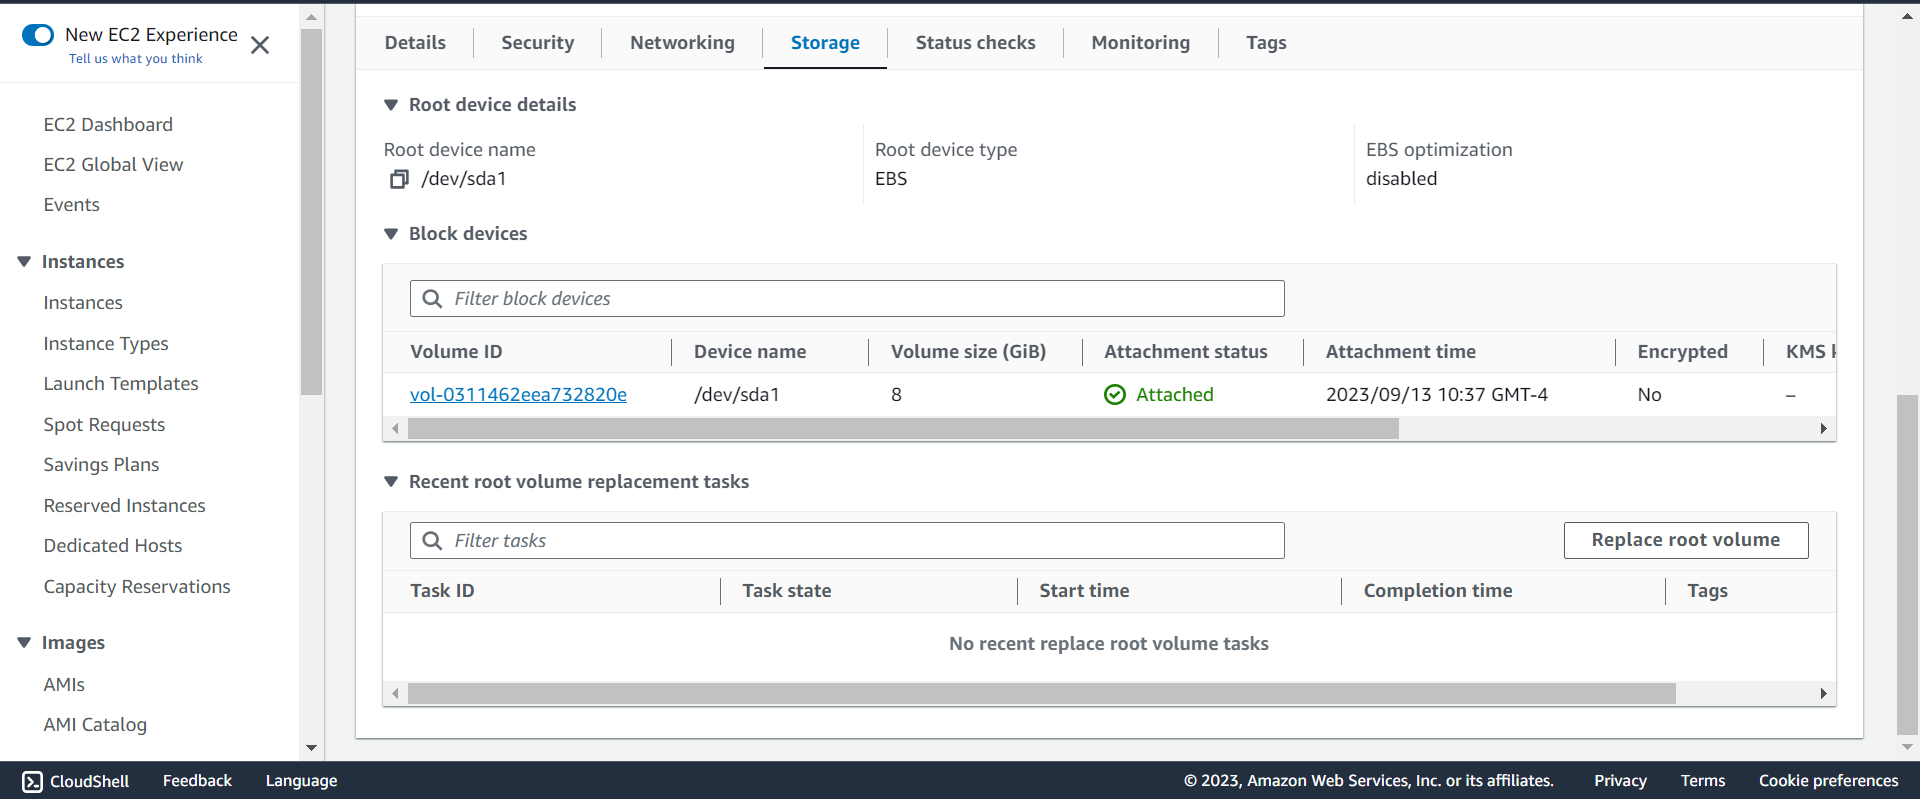 New EC2 Experience
Tell us what you think
EC2 Dashboard
EC2 Global View
Events
Instances
Instances
Instance Types
Launch Templates
Spot Requests
Savings Plans
Reserved Instances
Dedicated Hosts
Capacity Reservations
Images
AMIs
AMI Catalog
Details Security Networking Storage Status checks Monitoring Tags
Root device details
Root device name Root device type EBS optimization
/dev/sda1 EBS disabled
Block devices
Filter block devices
Volume ID Device name Volume size (GiB) Attachment status Attachment time Encrypted KMS
vol-0311462eea732820e /dev/sda1 8 Attached 2023/09/13 10:37 GMT-4 No –
Recent root volume replacement tasks
Filter tasks Replace root volume
Task ID Task state Start time Completion time Tags
No recent replace root volume tasks
CloudShell Feedback Language © 2023, Amazon Web Services, Inc. or its affiliates. Privacy Terms Cookie preferences